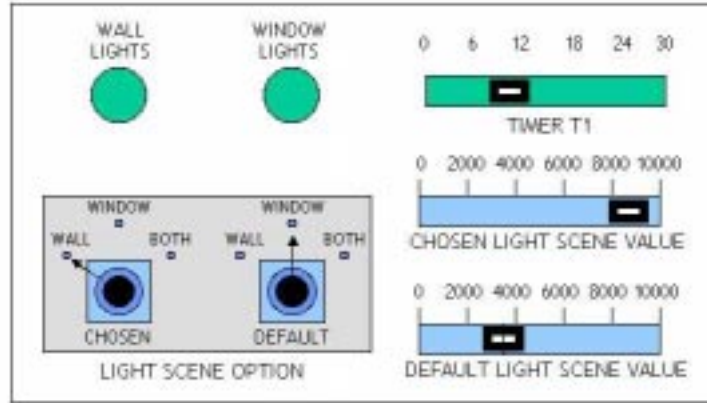 WALL
LIGHTS
WINDOW
LIGHTS
0 6 12 18 24 30
TIMER T1
0 2000 4000 6000 8000 10000
CHOSEN LIGHT SCENE VALUE
WINDOW
WALL BOTH
CHOSEN
WINDOW
WALL BOTH
DEFAULT
LIGHT SCENE OPTION
0 2000 4000 6000 8000 10000
DEFAULT LIGHT SCENE VALUE